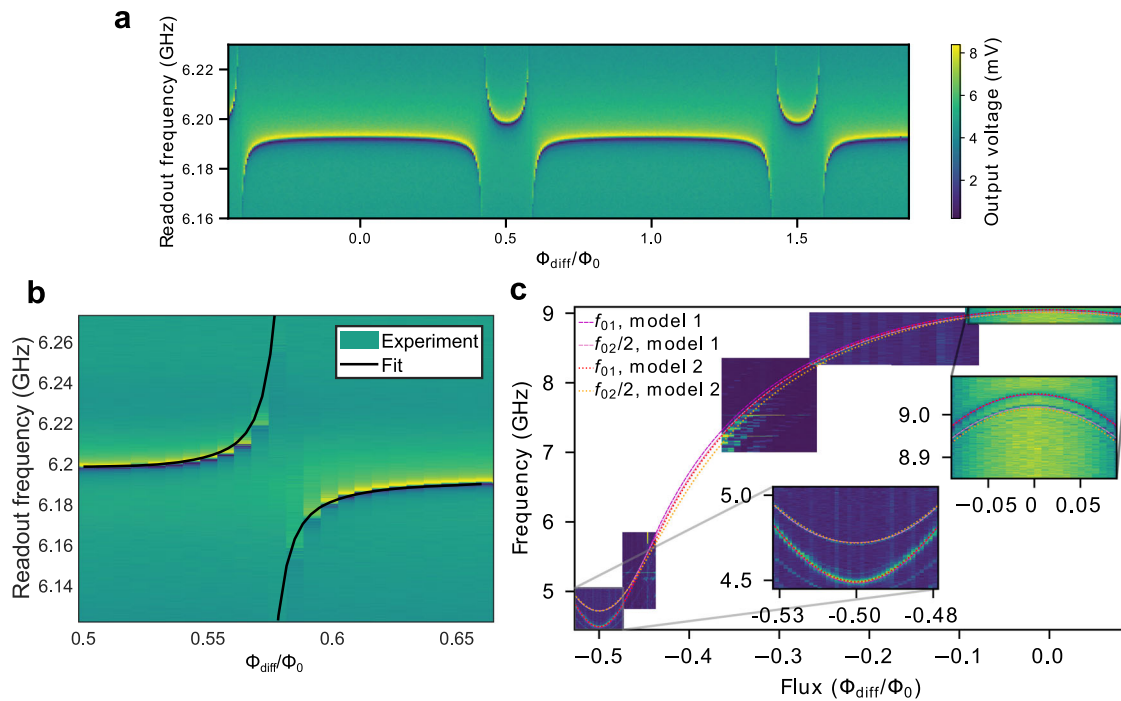 a
Readout frequency (GHz)
6.22
6.20
6.18
6.16
0.0
0.5
1.0
1.5
Φdiff/Φ0
8
6
4
2
Output voltage (mV)
b
Readout frequency (GHz)
6.26
6.24
6.22
6.2
6.18
6.16
6.14
0.5
0.55
0.6
0.65
Φdiff/Φ0
Experiment
Fit
c
Frequency (GHz)
9
8
7
6
5
f01, model 1
f02/2, model 1
f01, model 2
f02/2, model 2
9.0
8.9
−0.05
0.00
0.05
5.0
4.5
-0.53
-0.50
-0.48
−0.5
−0.4
−0.3
−0.2
−0.1
0.0
Flux (Φdiff/Φ0)